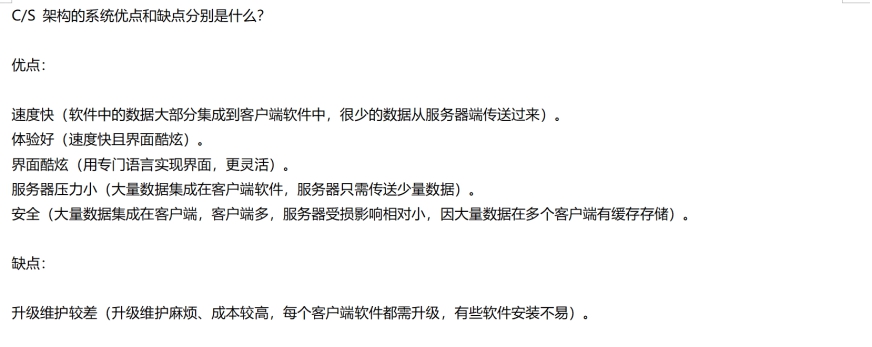 C/S 架构的系统优点和缺点分别是什么？
优点：
速度快（软件中的数据大部分集成到客户端软件中，很少的数据从服务器端传送过来）。
体验好（速度快且界面酷炫）。
界面酷炫（用专门语言实现界面，更灵活）。
服务器压力小（大量数据集成在客户端软件，服务器只需传送少量数据）。
安全（大量数据集成在客户端，客户端多，服务器受损影响相对小，因大量数据在多个客户端有缓存存储）。
缺点：
升级维护较差（升级维护麻烦、成本较高，每个客户端软件都需升级，有些软件安装不易）。